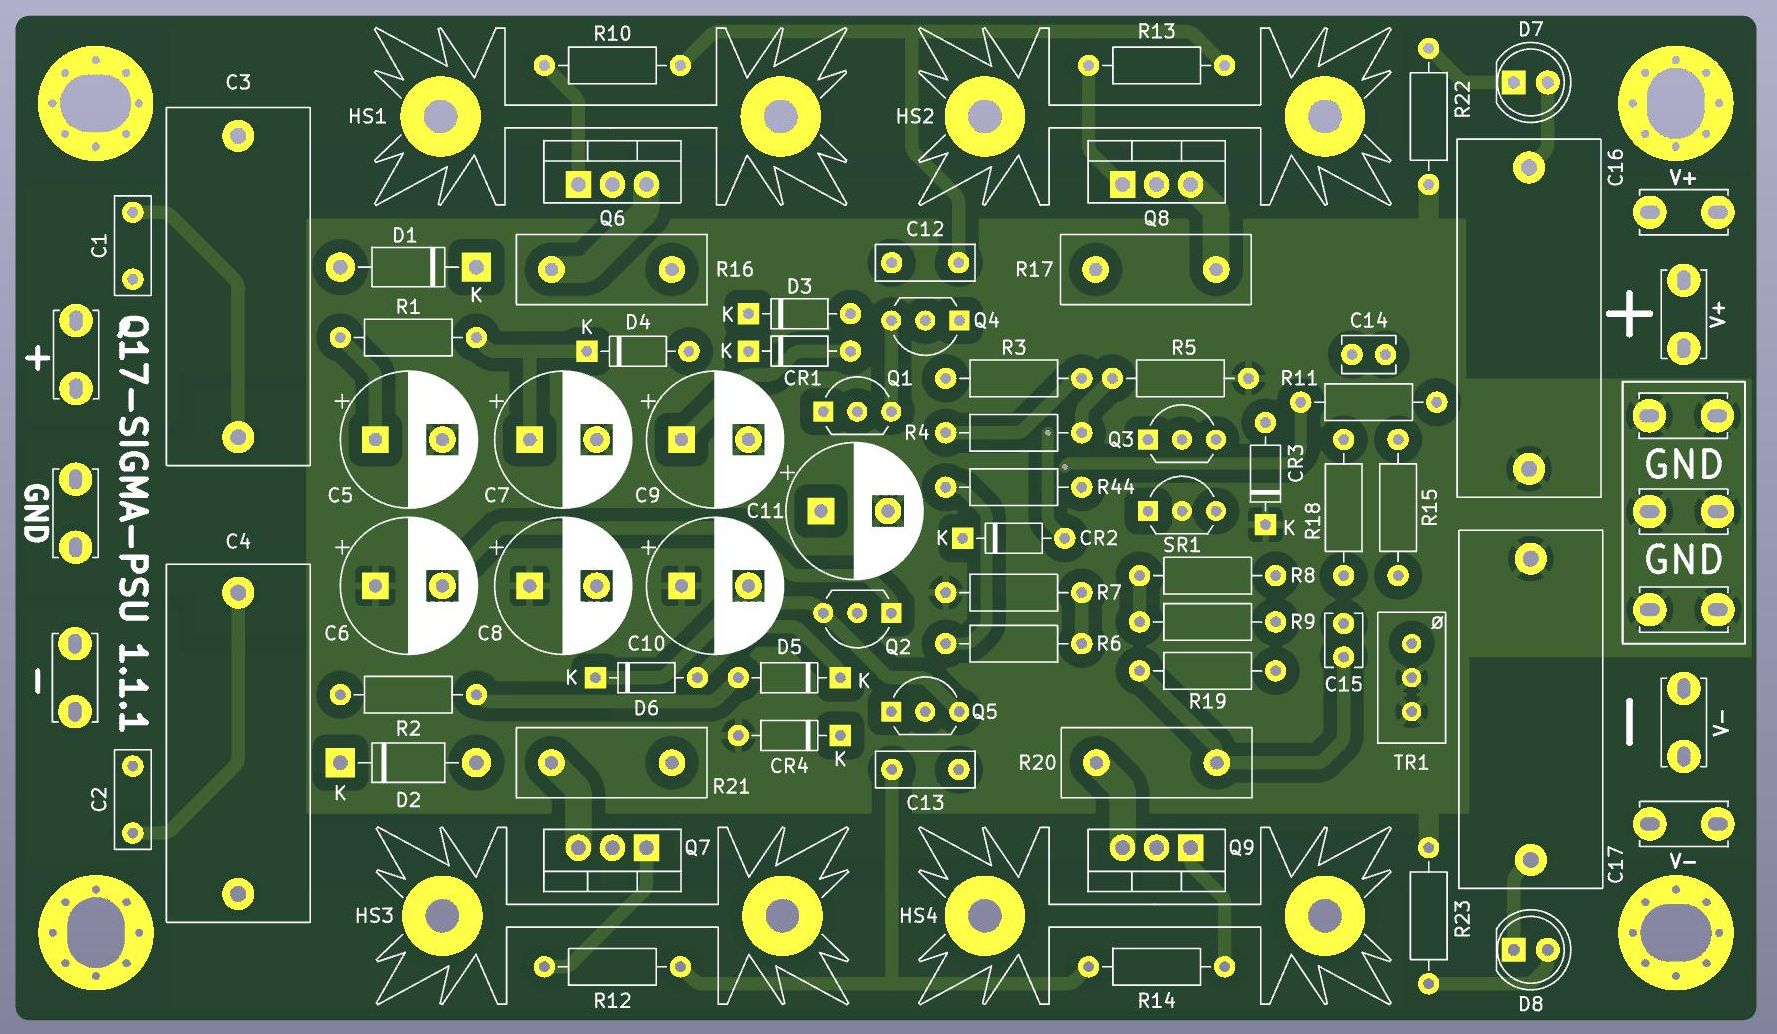 R10
R13
D7
C3
HS1
HS2
R22
C16
V+
Q6
Q8
C1
D1
C12
K
R16
R17
D3
R1
K
D4
K
Q4
C14
+
V+
+
K
CR1
Q1
R3
R5
R11
+
+
+
R4
Q3
CR3
GND
C5
C7
C9
+
C11
R44
R18
R15
GND
K
CR2
SR1
K
C4
+
+
+
R8
GND
R7
R9
Ø
C6
C8
C10
Q2
D5
R6
C15
K
K
D6
R19
-
Q5
-
V-
R2
CR4
K
R20
TR1
K
D2
R21
C13
C2
Q17-SIGMA-PSU 1.1.1
Q7
Q9
V-
C17
HS3
HS4
R23
R12
R14
D8